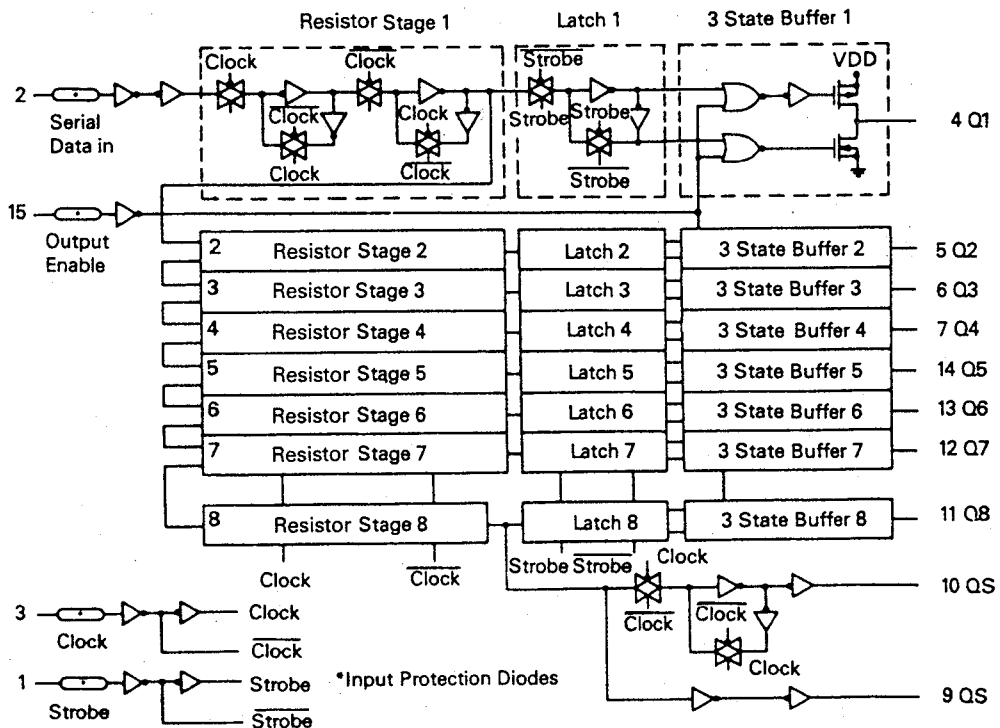 Resistor Stage 1 Latch 1 3 State Buffer 1
Clock Clock Strobe VDD
2 Clock Strobe Strobe 4 Q1
Serial Strobe
Data in
Clock Clock Strobe
15
Output
Enable
2 Resistor Stage 2 Latch 2 3 State Buffer 2 5 Q2
3 Resistor Stage 3 Latch 3 3 State Buffer 3 6 Q3
4 Resistor Stage 4 Latch 4 3 State Buffer 4 7 Q4
5 Resistor Stage 5 Latch 5 3 State Buffer 5 14 Q5
6 Resistor Stage 6 Latch 6 3 State Buffer 6 13 Q6
7 Resistor Stage 7 Latch 7 3 State Buffer 7 12 Q7
8 Resistor Stage 8 Latch 8 3 State Buffer 8 11 Q8
Clock Clock Strobe Strobe Clock
10 QS
3 Clock Clock Clock Clock
Clock Clock
1 Strobe Strobe *Input Protection Diodes
Strobe 9 QS